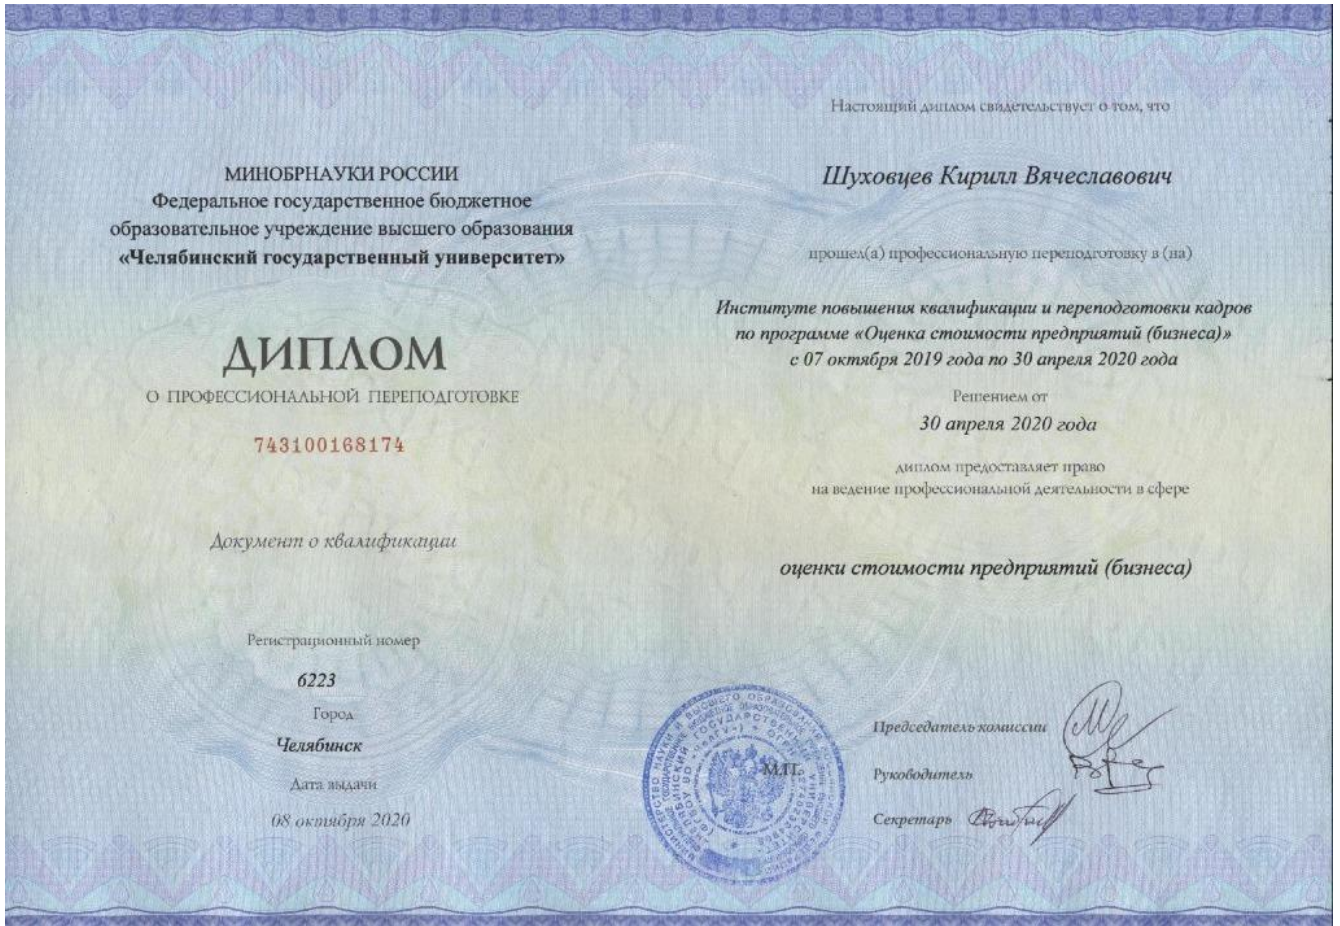 МИНОБРНАУКИ РОССИИ
Федеральное государственное бюджетное
образовательное учреждение высшего образования
«Челябинский государственный университет»
ДИПЛОМ
О ПРОФЕССИОНАЛЬНОЙ ПЕРЕПОДГОТОВКЕ
743100168174
Документ о квалификации
Регистрационный номер
6223
Город
Челябинск
Дата выдачи
08 октября 2020
Настоящий диплом свидетельствует о том, что
Шуховцев Кирилл Вячеславович
прошел(а) профессиональную переподготовку в (на)
Институте повышения квалификации и переподготовки кадров
по программе «Оценка стоимости предприятий (бизнеса)»
с 07 октября 2019 года по 30 апреля 2020 года
Решением от
30 апреля 2020 года
диплом предоставляет право
на ведение профессиональной деятельности в сфере
оценки стоимости предприятий (бизнеса)
Председатель комиссии
М.П.
Руководитель
Секретарь